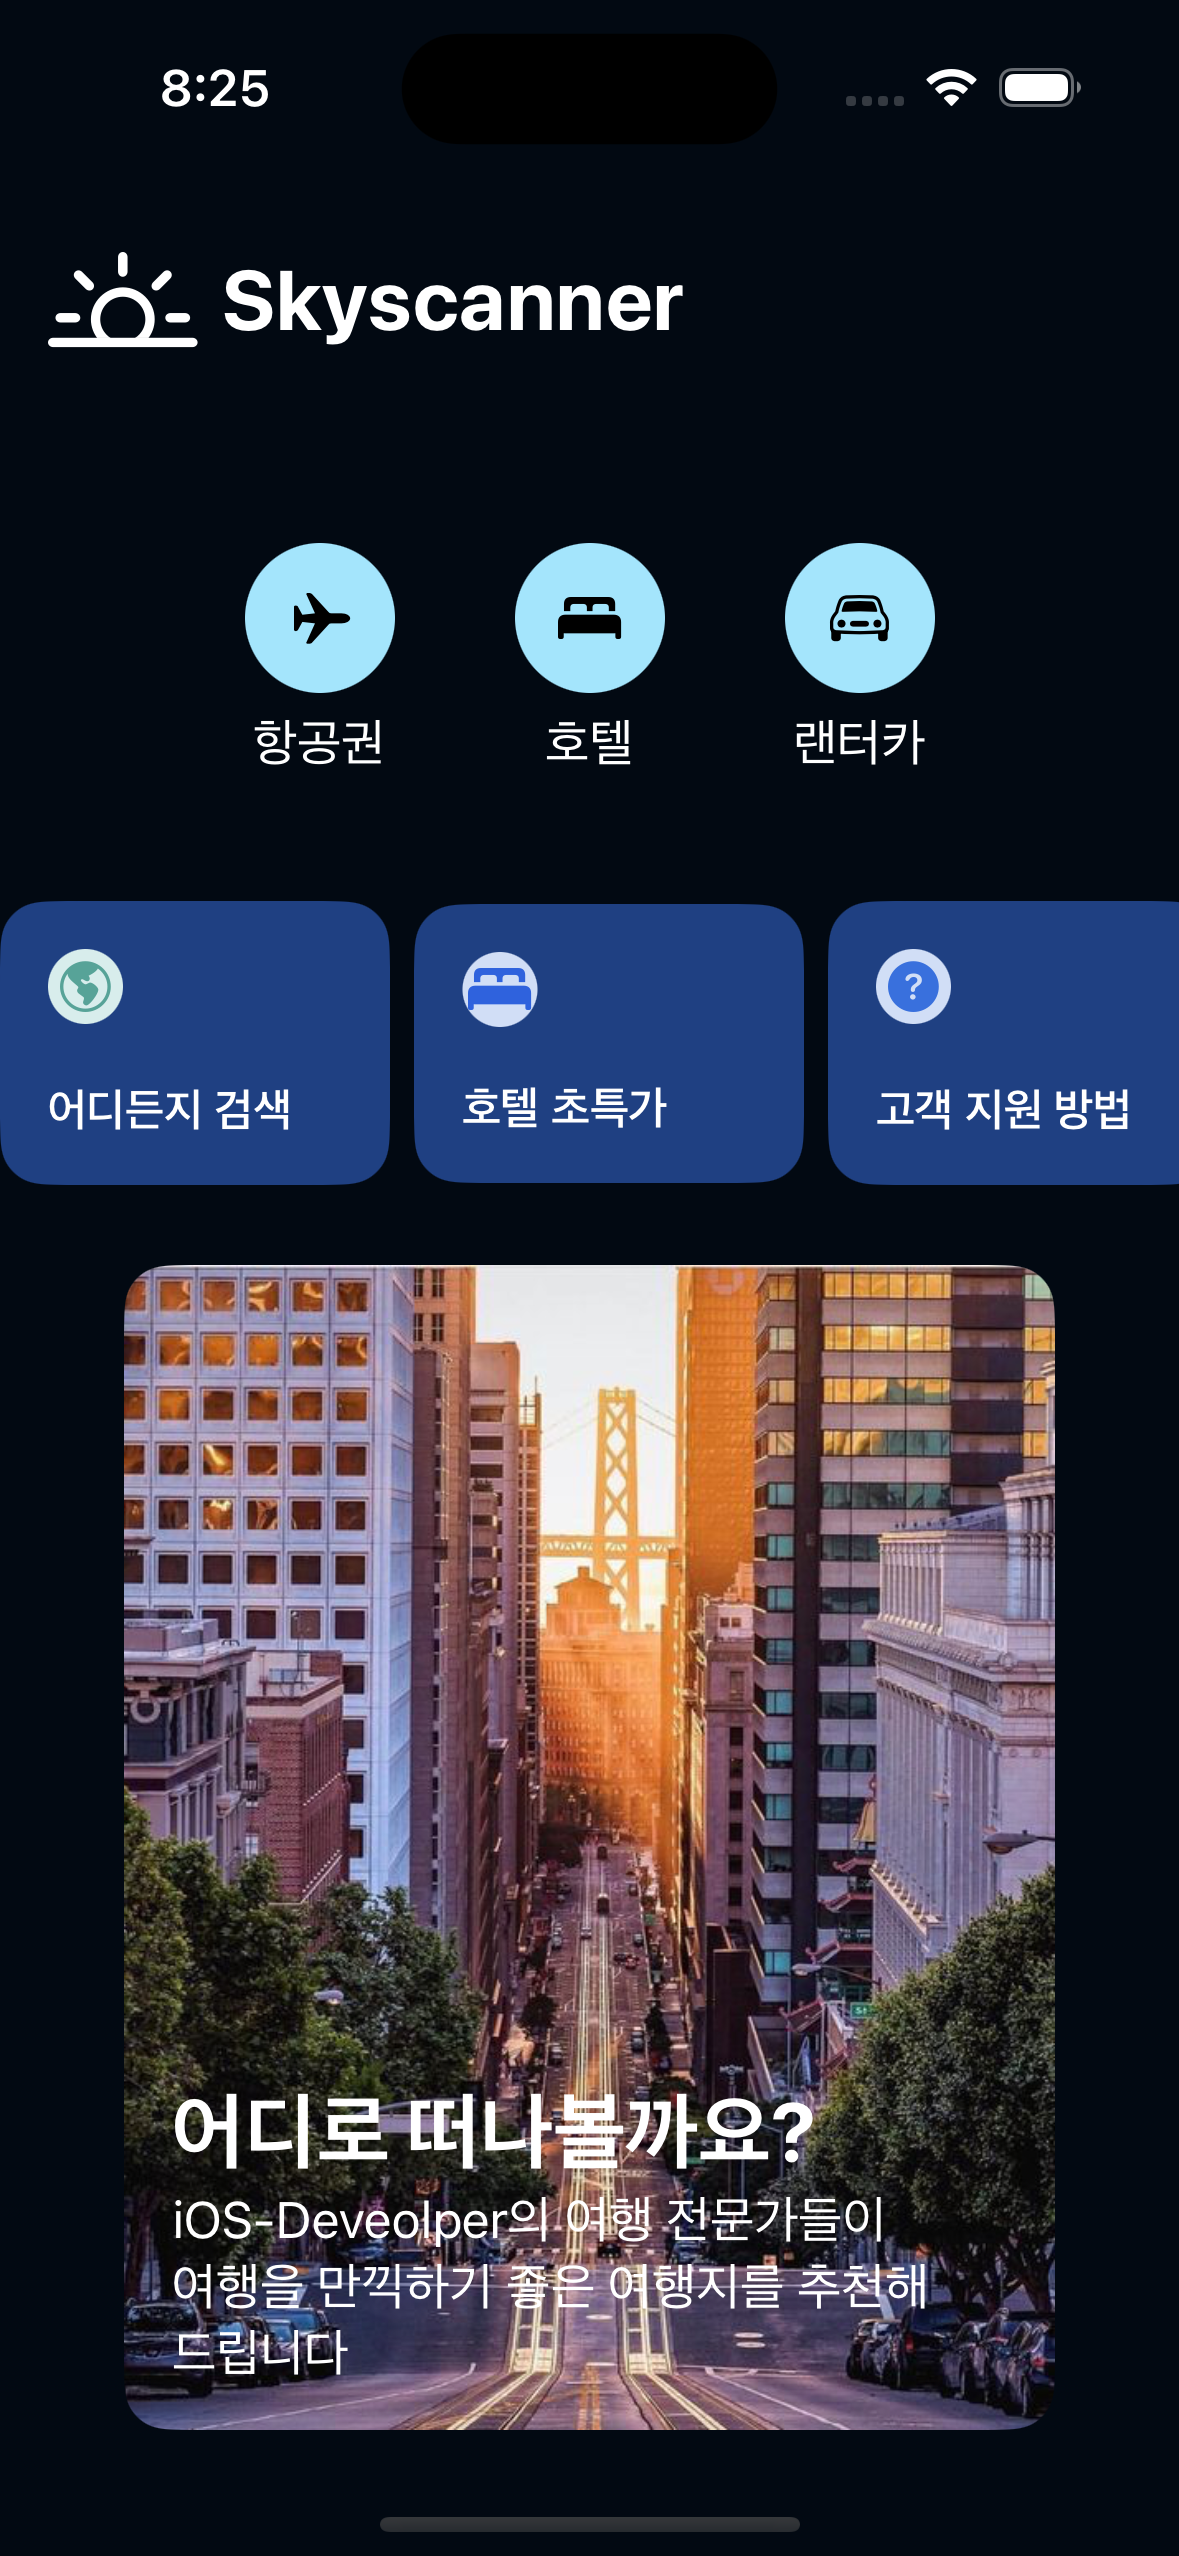 8:25
Skyscanner
항공권
호텔
랜터카
어디든지 검색
호텔 초특가
고객 지원 방법
어디로 떠나볼까요?
iOS-Deveolper의 여행 전문가들이
여행을 만끽하기 좋은 여행지를 추천해
드립니다